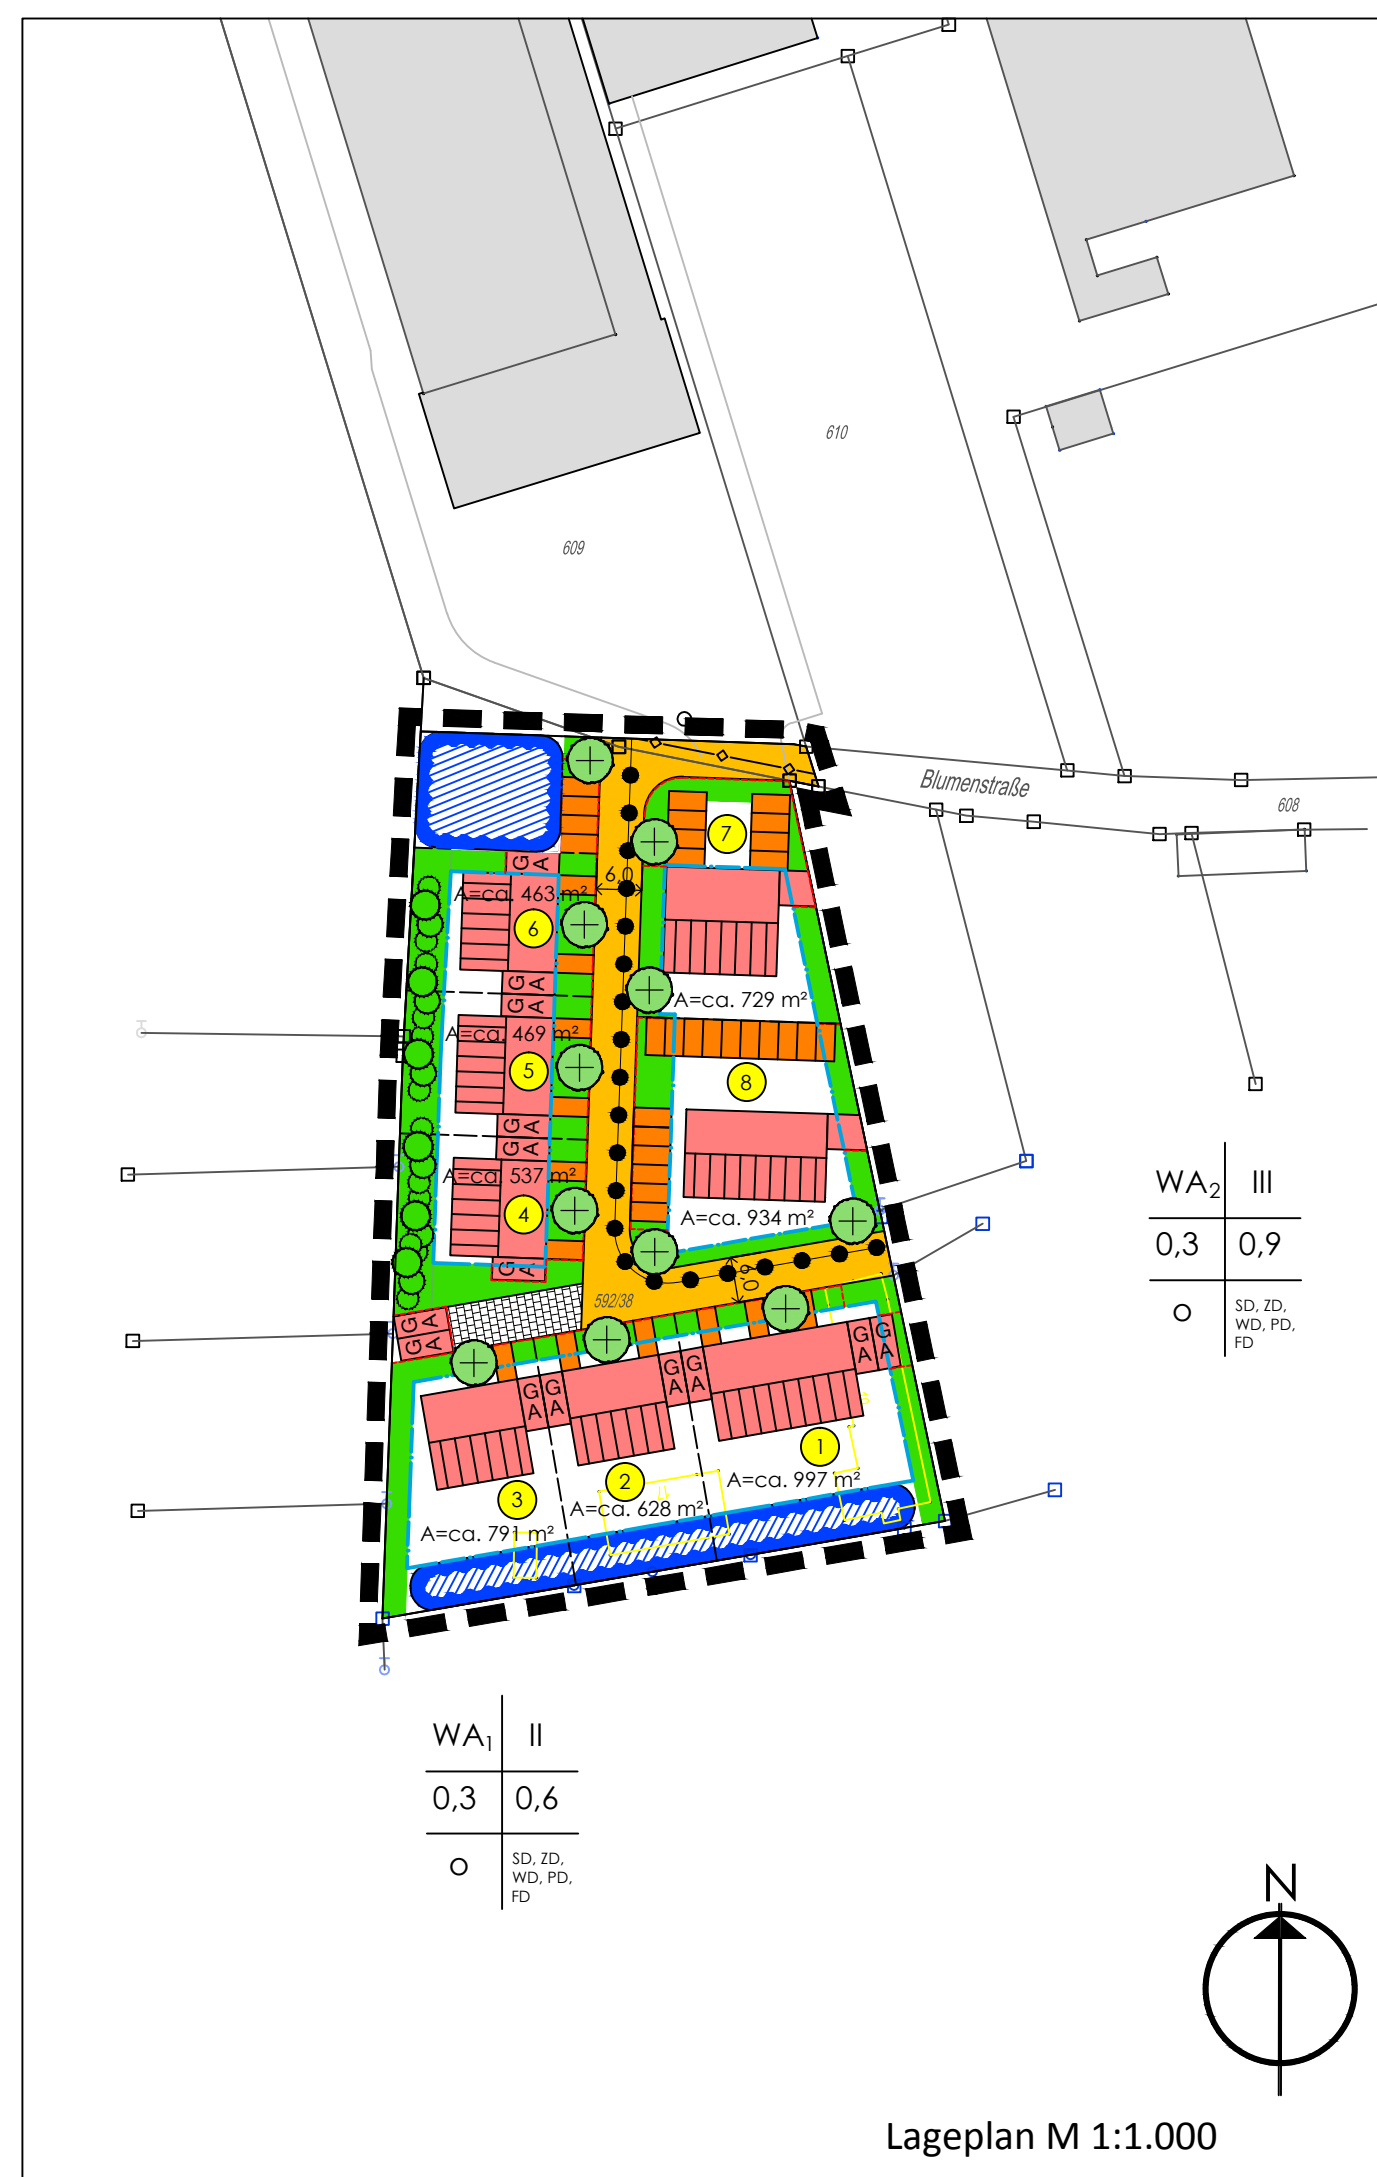 610
609
Blumenstraße
608
7
G
A
6,0
A=ca. 463 m²
6
G
A
G
A
A=ca. 729 m²
A=ca. 469 m²
5
8
G
A
G
A
A=ca. 537 m²
4
A=ca. 934 m²
G
A
6,0
592/38
G
A
G
A
G
A
G
A
G
A
G
A
G
A
G
A
1
2
3
A=ca. 997 m²
A=ca. 628 m²
A=ca. 791 m²
WA₂ III
0,3 0,9
O SD, ZD,
WD, PD,
FD
WA₁ II
0,3 0,6
O SD, ZD,
WD, PD,
FD
N
Lageplan M 1:1.000